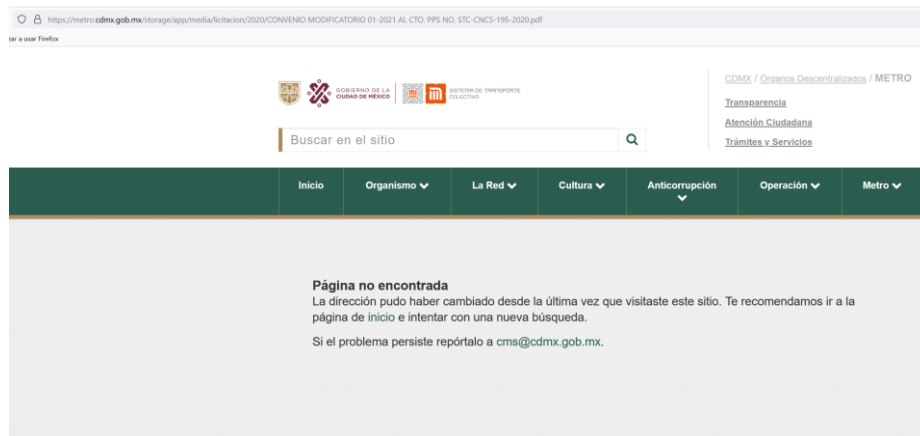 https://metro.cdmx.gob.mx/storage/app/media/licitacion/2020/CONVENIO MODIFICATORIO 01-2021 AL CTO. PPS NO. STC-CNCS-195-2020.pdf
zar a usar Firefox
GOBIERNO DE LA
CIUDAD DE MÉXICO
SISTEMA DE TRANSPORTE
COLECTIVO
CDMX / Órganos Descentralizados / METRO
Transparencia
Atención Ciudadana
Trámites y Servicios
Buscar en el sitio
Inicio Organismo La Red Cultura Anticorrupción Operación Metro
Página no encontrada
La dirección pudo haber cambiado desde la última vez que visitaste este sitio. Te recomendamos ir a la
página de inicio e intentar con una nueva búsqueda.
Si el problema persiste repórtalo a cms@cdmx.gob.mx.